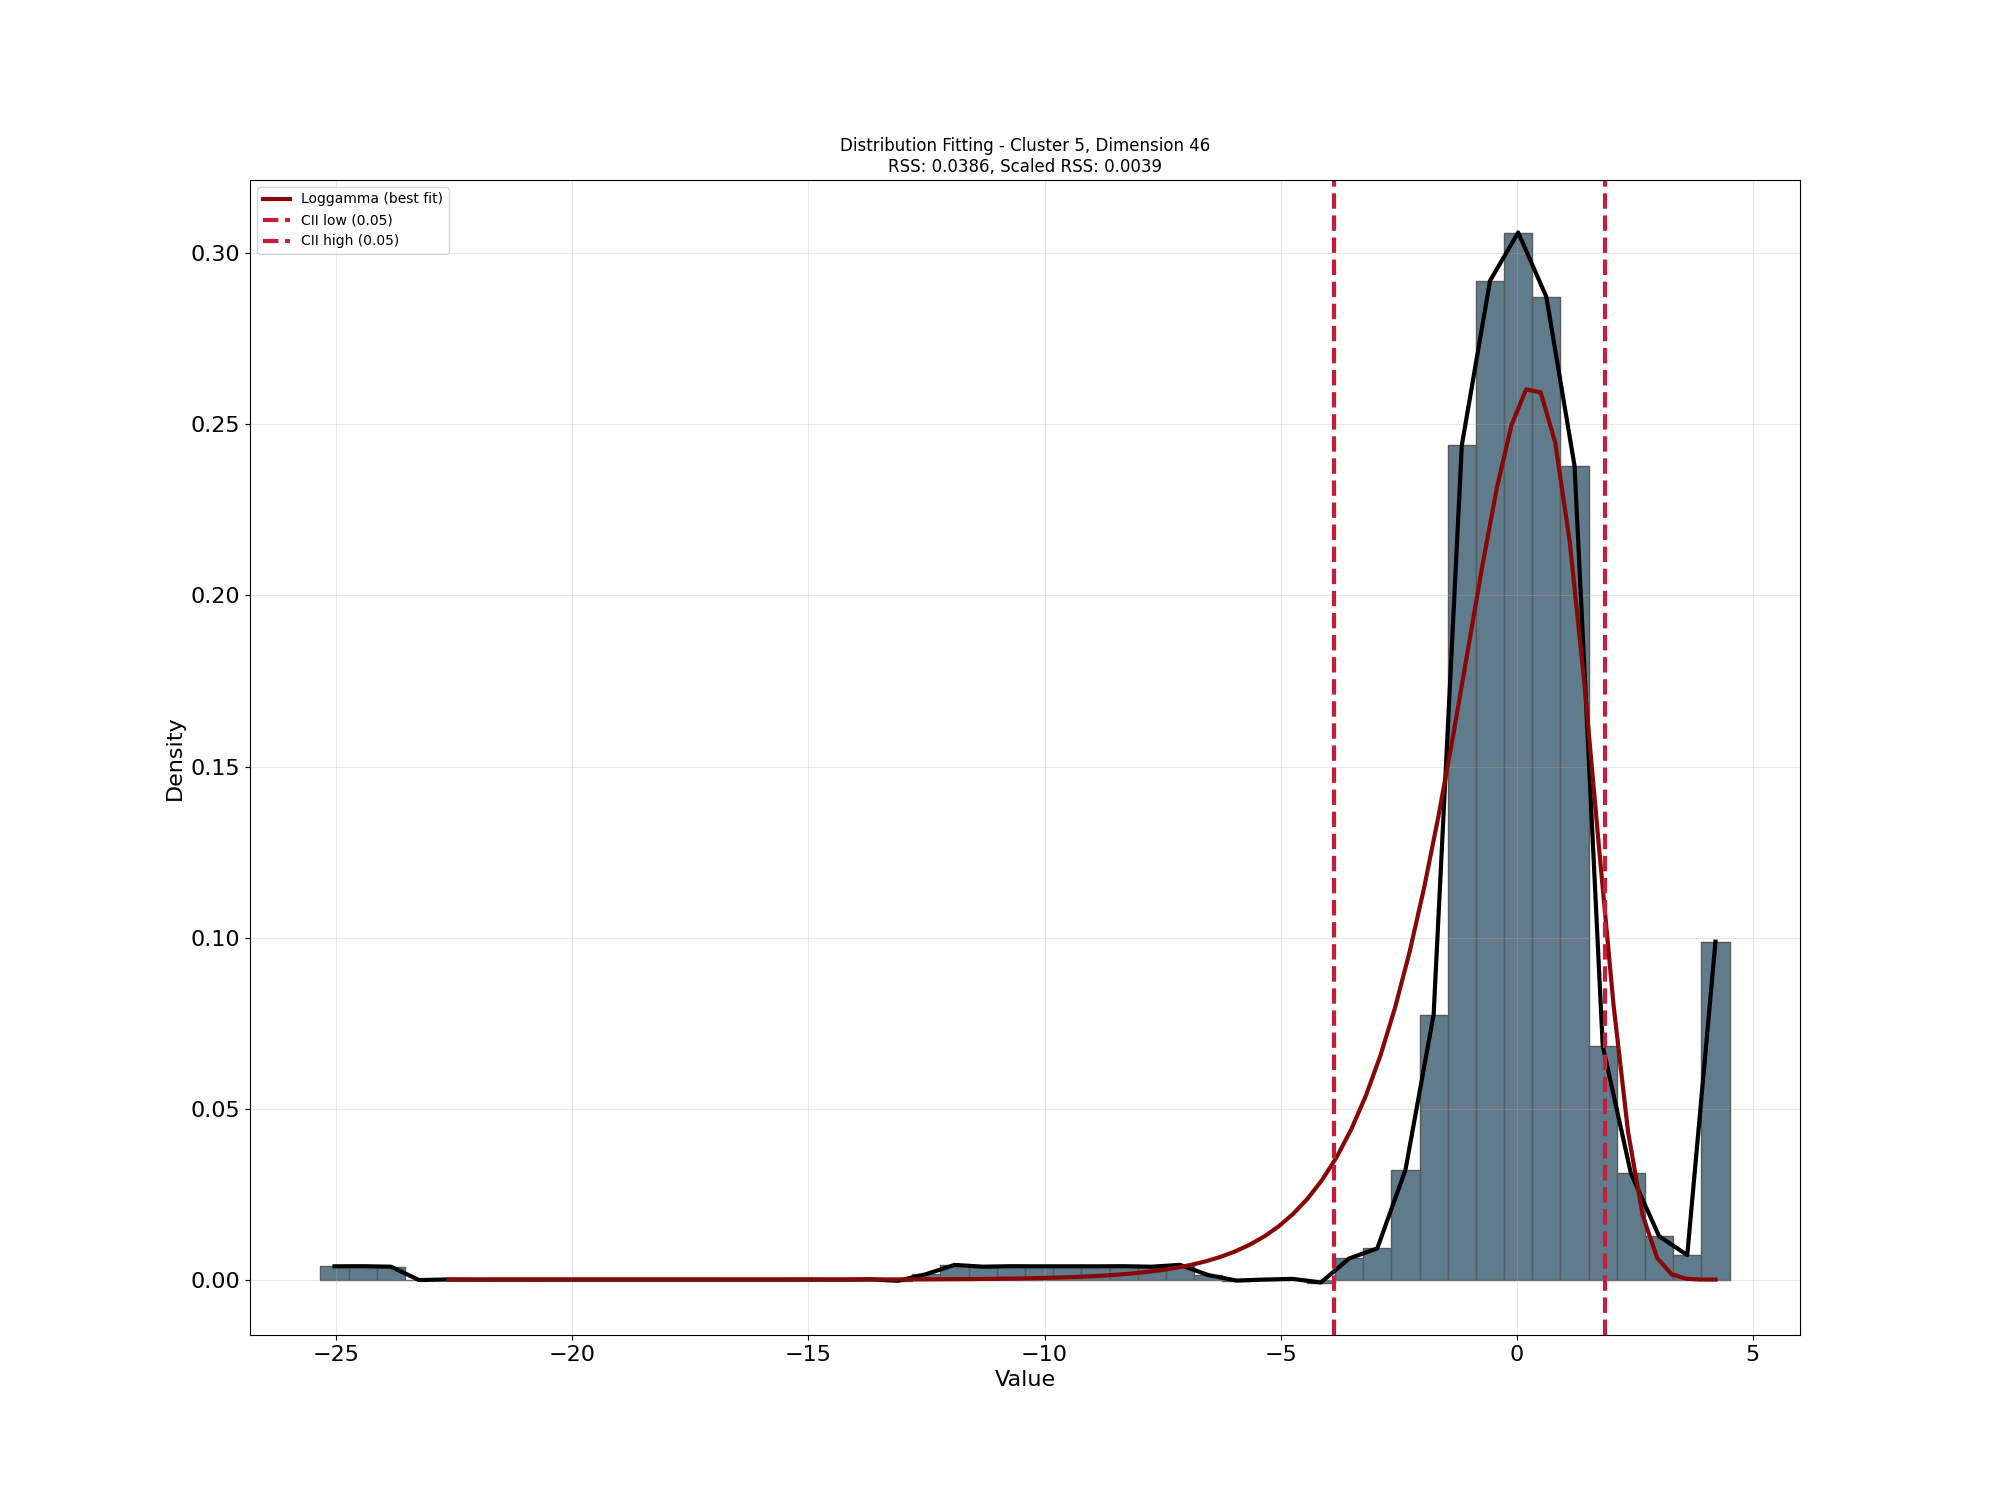 Distribution Fitting - Cluster 5, Dimension 46
RSS: 0.0386, Scaled RSS: 0.0039
Loggamma (best fit)
CII low (0.05)
CII high (0.05)
0.30
0.25
0.20
0.15
0.10
0.05
0.00
Density
−25 −20 −15 −10 −5 0 5
Value